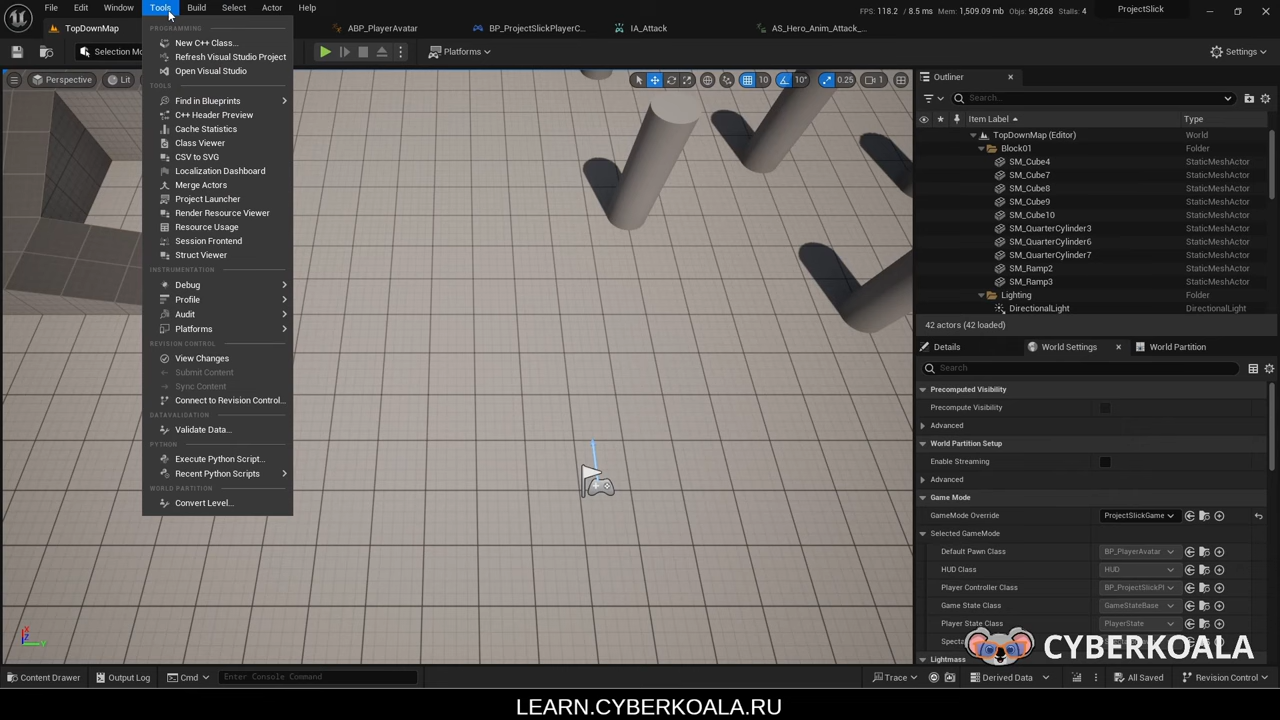 File Edit Window Tools Build Select Actor Help
FPS: 118.2 / 8.5 ms Mem: 1,509.09 mb Objs: 98,268 Stalls: 4
ProjectSlick
TopDownMap
ABP_PlayerAvatar
BP_ProjectSlickPlayerC...
IA_Attack
AS_Hero_Anim_Attack_...
Selection Mo
Platforms
Settings
Perspective
Lit
10
10°
0.25
1
PROGRAMMING
New C++ Class...
Refresh Visual Studio Project
Open Visual Studio
TOOLS
Find in Blueprints
C++ Header Preview
Cache Statistics
Class Viewer
CSV to SVG
Localization Dashboard
Merge Actors
Project Launcher
Render Resource Viewer
Resource Usage
Session Frontend
Struct Viewer
INSTRUMENTATION
Debug
Profile
Audit
Platforms
REVISION CONTROL
View Changes
Submit Content
Sync Content
Connect to Revision Control...
DATAVALIDATION
Validate Data...
PYTHON
Execute Python Script...
Recent Python Scripts
WORLD PARTITION
Convert Level...
Outliner
Search...
Item Label Type
TopDownMap (Editor) World
Block01 Folder
SM_Cube4 StaticMeshActor
SM_Cube7 StaticMeshActor
SM_Cube8 StaticMeshActor
SM_Cube9 StaticMeshActor
SM_Cube10 StaticMeshActor
SM_QuarterCylinder3 StaticMeshActor
SM_QuarterCylinder6 StaticMeshActor
SM_QuarterCylinder7 StaticMeshActor
SM_Ramp2 StaticMeshActor
SM_Ramp3 StaticMeshActor
Lighting Folder
DirectionalLight DirectionalLight
42 actors (42 loaded)
Details World Settings World Partition
Search
Precomputed Visibility
Precompute Visibility
Advanced
World Partition Setup
Enable Streaming
Advanced
Game Mode
GameMode Override ProjectSlickGame
Selected GameMode
Default Pawn Class BP_PlayerAvatar
HUD Class HUD
Player Controller Class BP_ProjectSlickPl
Game State Class GameStateBase
Player State Class PlayerState
Specta
Lightmass
CYBERKOALA
X
Z
Y
Content Drawer Output Log Cmd Enter Console Command
Trace Derived Data All Saved Revision Control
LEARN.CYBERKOALA.RU